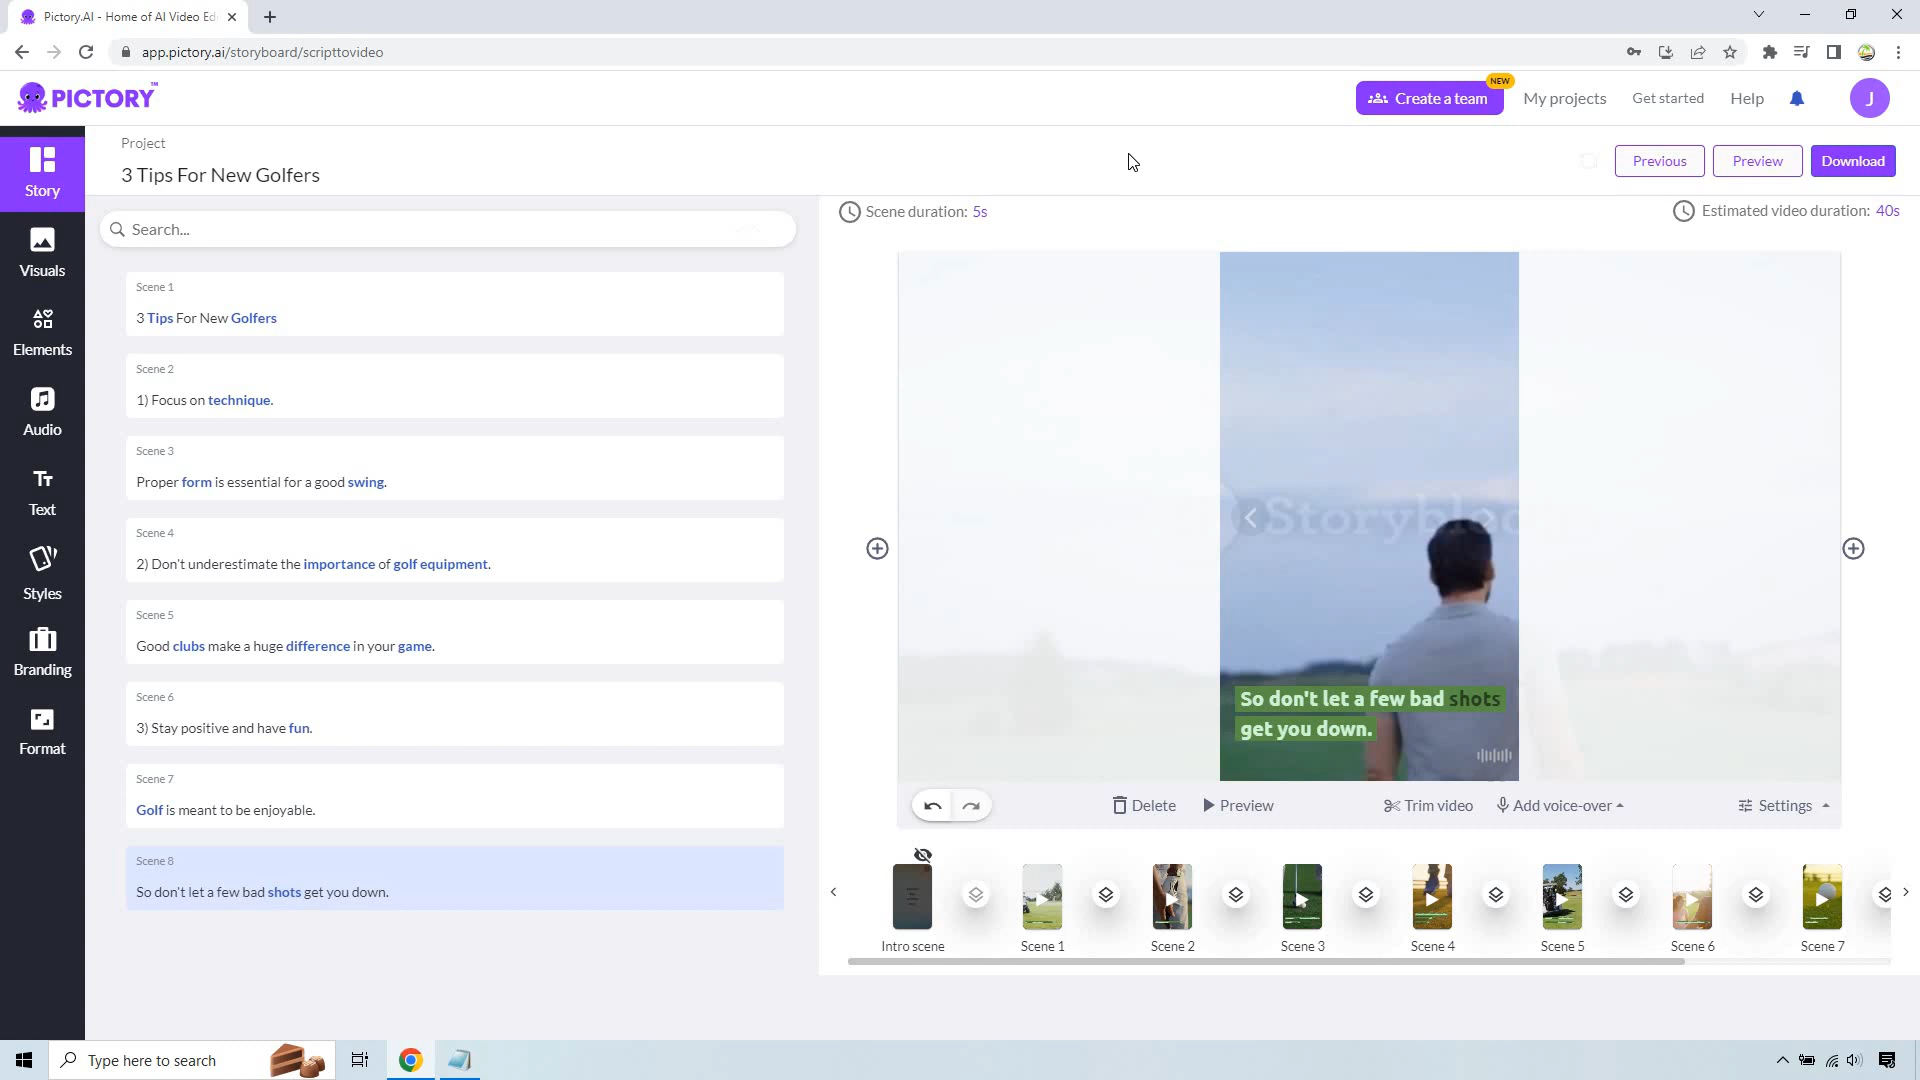 Pictory.AI - Home of AI Video Ed
app.pictory.ai/storyboard/scripttovideo
PICTORY™
NEW
Create a team
My projects
Get started
Help
J
Story
Visuals
Elements
Audio
Text
Styles
Branding
Format
Project
3 Tips For New Golfers
Previous
Preview
Download
Search...
Scene duration: 5s
Estimated video duration: 40s
Scene 1
3 Tips For New Golfers
Scene 2
1) Focus on technique.
Scene 3
Proper form is essential for a good swing.
Scene 4
2) Don't underestimate the importance of golf equipment.
Scene 5
Good clubs make a huge difference in your game.
Scene 6
3) Stay positive and have fun.
Scene 7
Golf is meant to be enjoyable.
Scene 8
So don't let a few bad shots get you down.
Storybloc
So don't let a few bad shots
get you down.
Delete
Preview
Trim video
Add voice-over
Settings
Intro scene
Scene 1
Scene 2
Scene 3
Scene 4
Scene 5
Scene 6
Scene 7
Type here to search